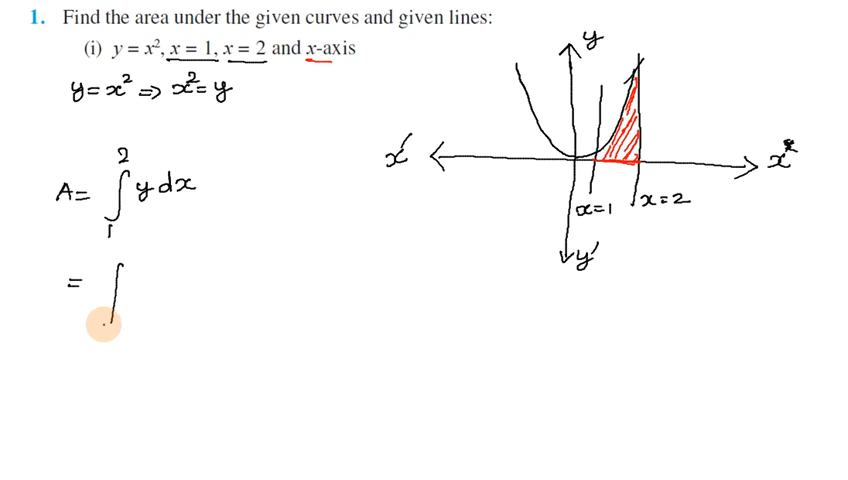 1. Find the area under the given curves and given lines:
(i) y = x², x = 1, x = 2 and x-axis
y = x² ⇒ x² = y
A = ∫₁² y dx
= ∫
y
x'
x
x=1
x=2
y'